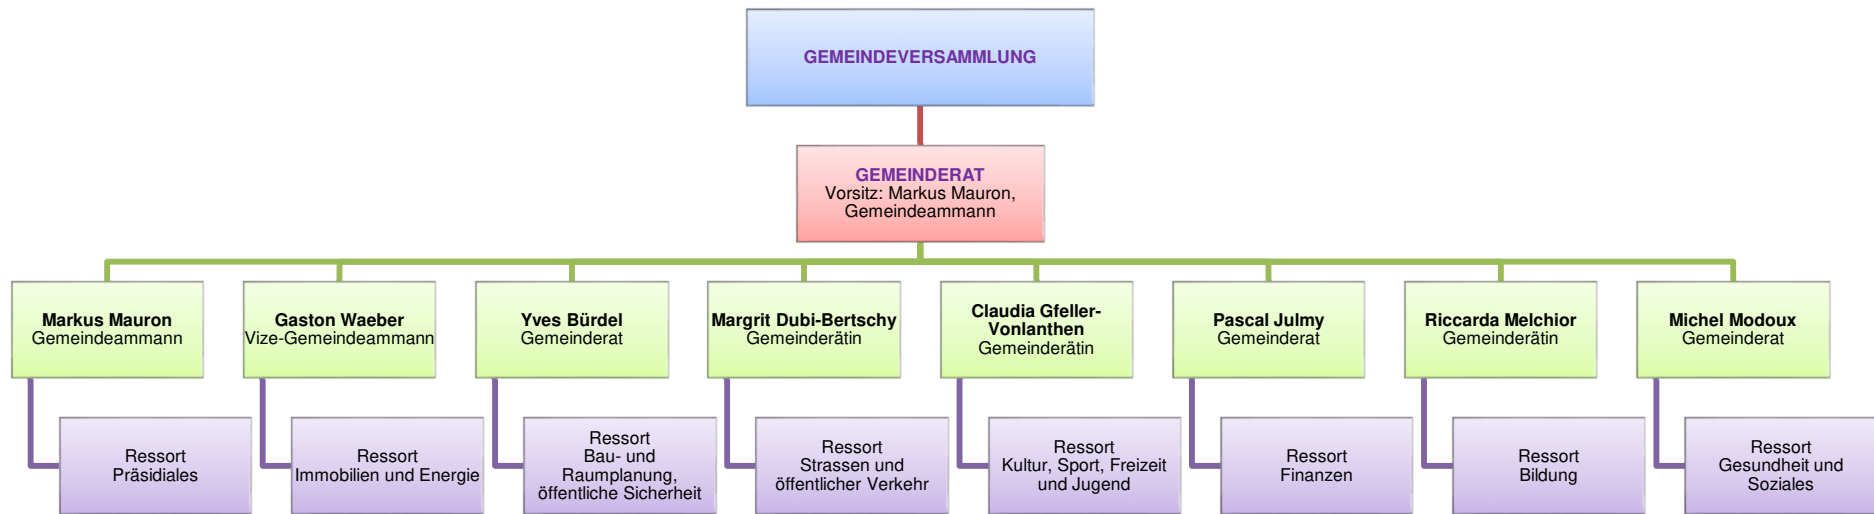 GEMEINDEVERSAMMLUNG
GEMEINDERAT
Vorsitz: Markus Mauron,
Gemeindeammann
Markus Mauron
Gemeindeammann
Gaston Waeber
Vize-Gemeindeammann
Yves Bürdel
Gemeinderat
Margrit Dubi-Bertschy
Gemeinderätin
Claudia Gfeller-
Vonlanthen
Gemeinderätin
Pascal Julmy
Gemeinderat
Riccarda Melchior
Gemeinderätin
Michel Modoux
Gemeinderat
Ressort
Präsidiales
Ressort
Immobilien und Energie
Ressort
Bau- und
Raumplanung,
öffentliche Sicherheit
Ressort
Strassen und
öffentlicher Verkehr
Ressort
Kultur, Sport, Freizeit
und Jugend
Ressort
Finanzen
Ressort
Bildung
Ressort
Gesundheit und
Soziales